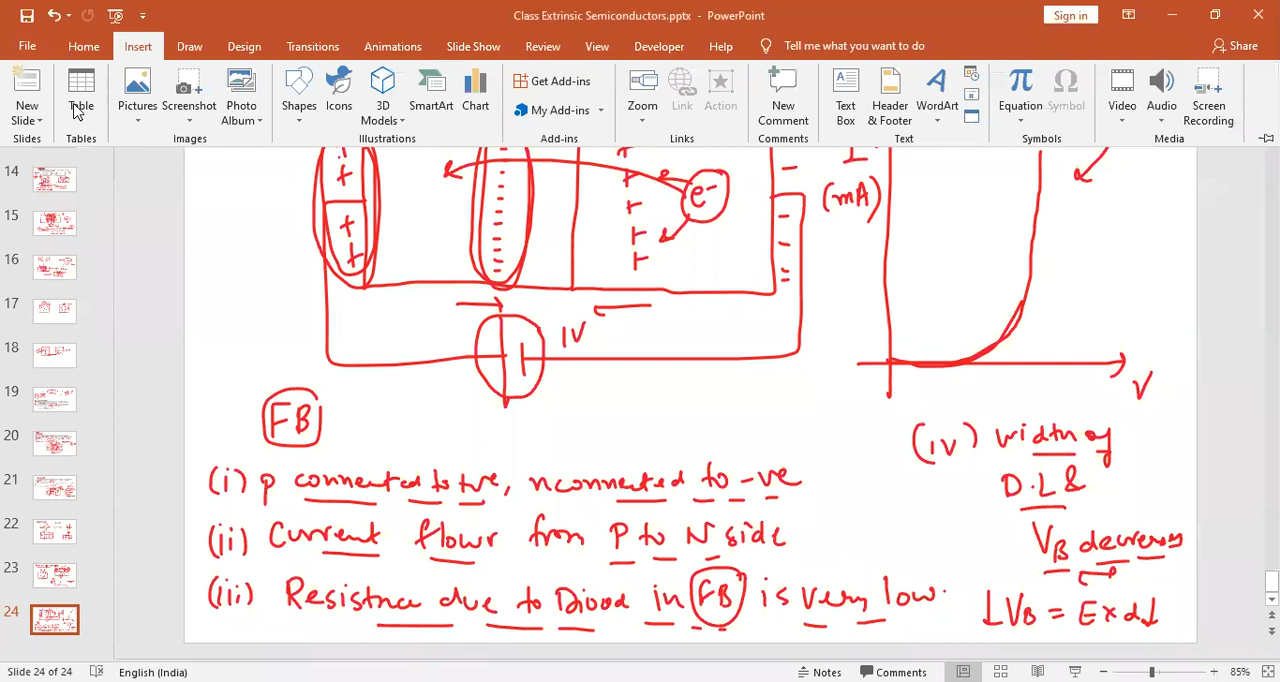 Class Extrinsic Semiconductors.pptx - PowerPoint
Sign in
File Home Insert Draw Design Transitions Animations Slide Show Review View Developer Help Tell me what you want to do Share
New Slide
Table
Pictures
Screenshot
Photo Album
Shapes
Icons
3D Models
SmartArt
Chart
Get Add-ins
My Add-ins
Zoom
Link
Action
New Comment
Text Box
Header & Footer
WordArt
Equation
Symbol
Video
Audio
Screen Recording
Slides Tables Images Illustrations Add-ins Links Comments Text Symbols Media
14
15
16
17
18
19
20
21
22
23
24
e-
I
(mA)
1V
V
FB
(i) p connected to +ve, n connected to -ve
(ii) Current flows from P to N side
(iii) Resistnce due to Diood in FB is very low.
(iv) width of
D.L &
VB decreases
↓VB = E×d↓
Slide 24 of 24 English (India) Notes Comments 85%